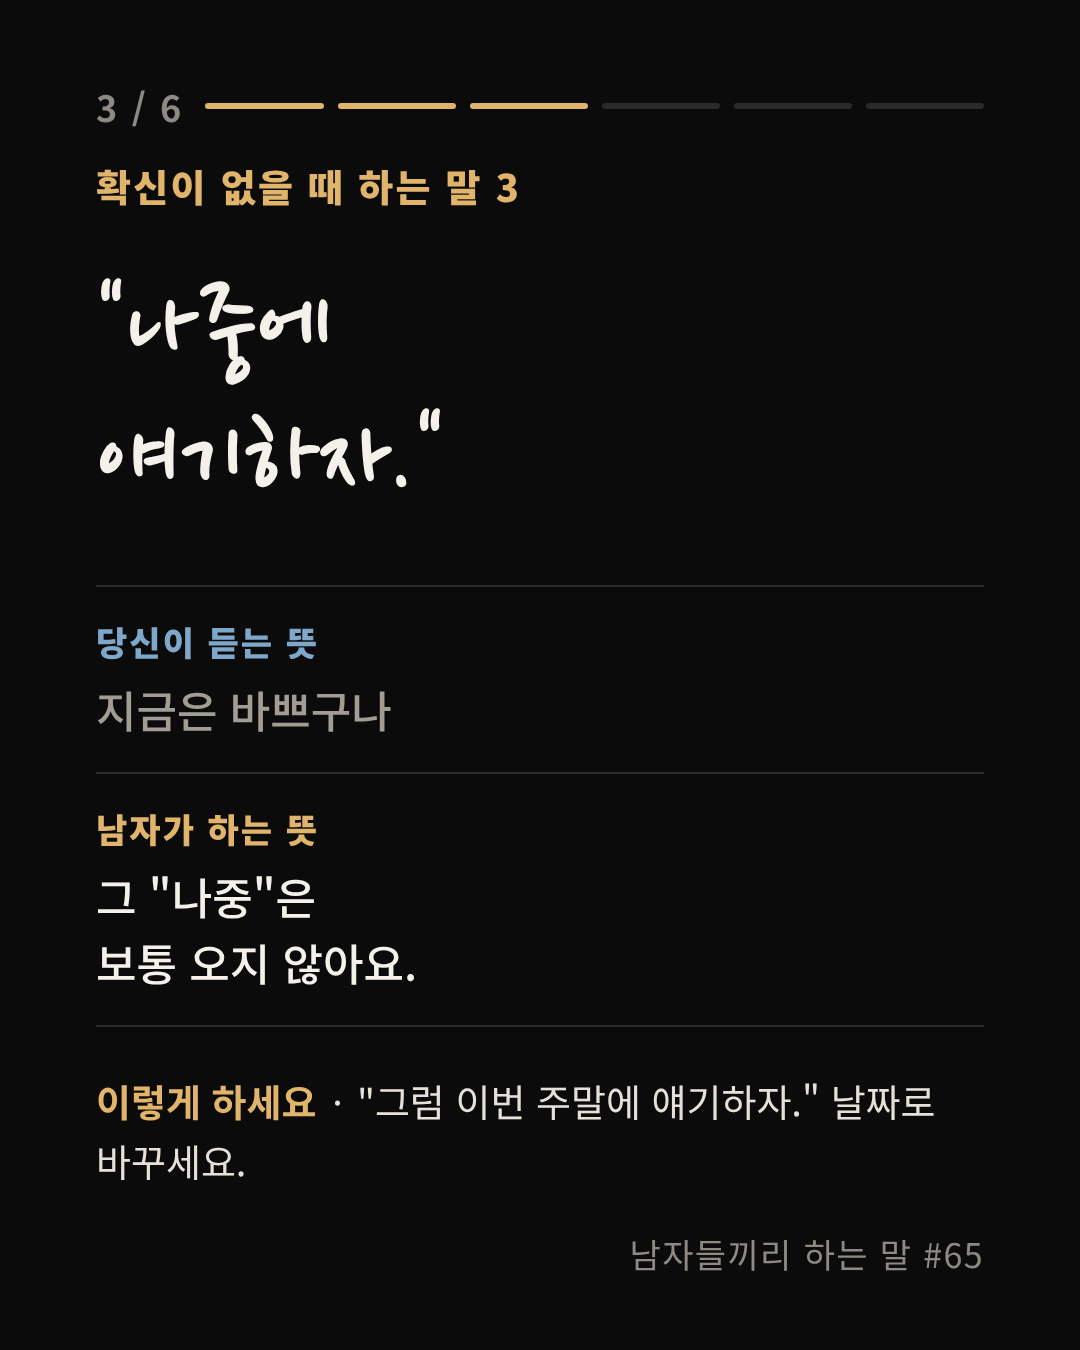 3 / 6
확신이 없을 때 하는 말 3
"나중에
얘기하자."
당신이 듣는 뜻
지금은 바쁘구나
남자가 하는 뜻
그 "나중"은
보통 오지 않아요.
이렇게 하세요 · "그럼 이번 주말에 얘기하자." 날짜로
바꾸세요.
남자들끼리 하는 말 #65